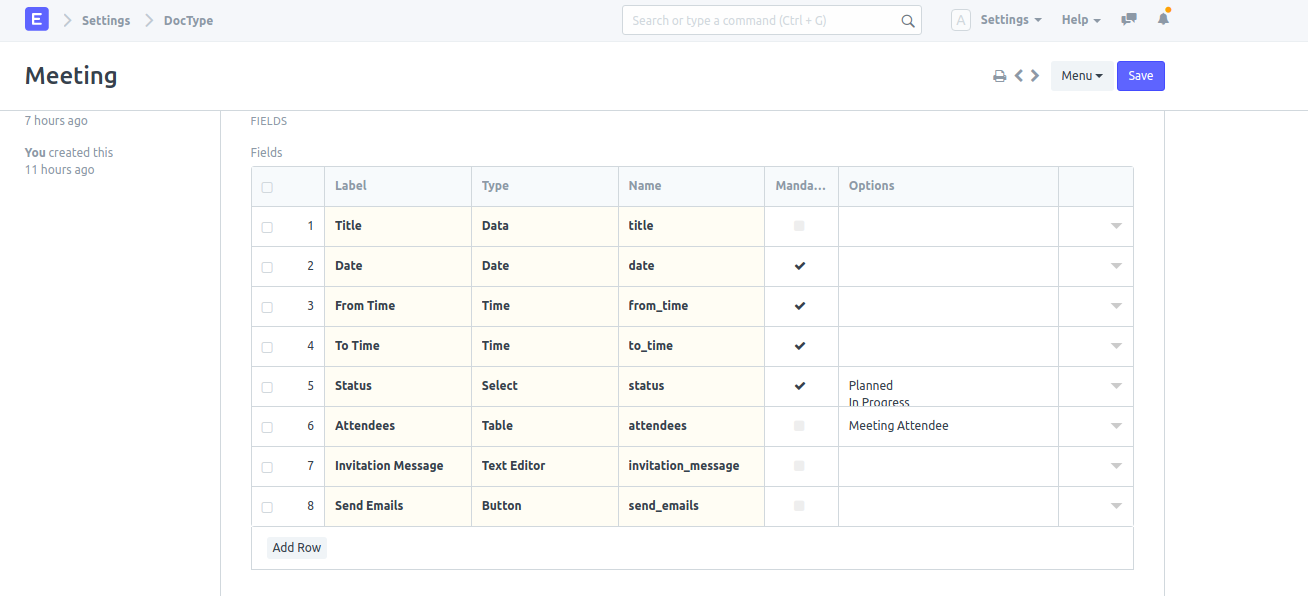 E Settings DocType Search or type a command (Ctrl + G) A Settings Help
Meeting Menu Save
7 hours ago
You created this
11 hours ago
FIELDS
Fields
Label Type Name Manda... Options
1 Title Data title
2 Date Date date
3 From Time Time from_time
4 To Time Time to_time
5 Status Select status Planned
In Progress
6 Attendees Table attendees Meeting Attendee
7 Invitation Message Text Editor invitation_message
8 Send Emails Button send_emails
Add Row